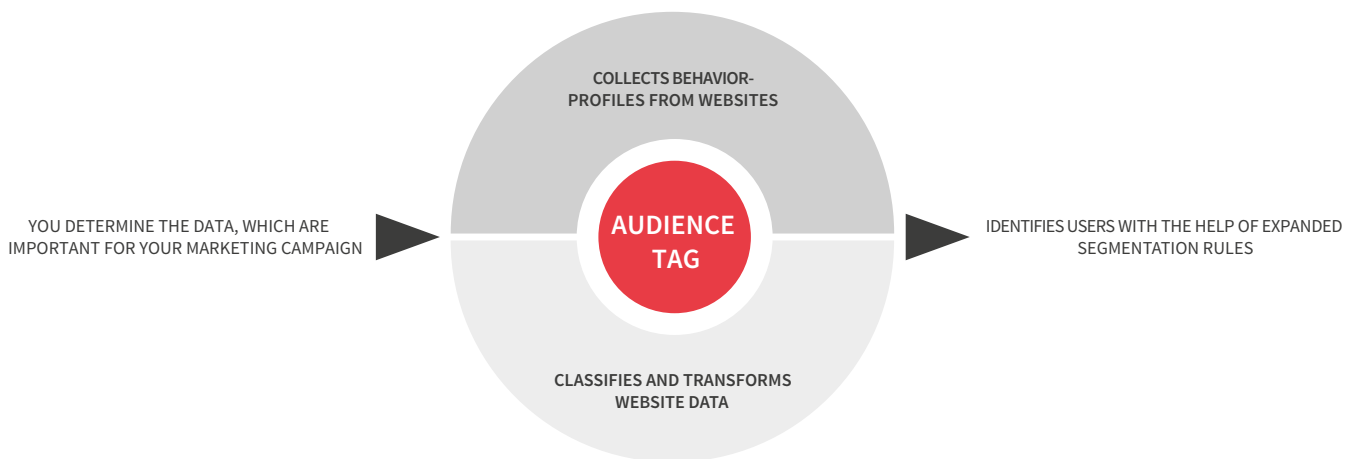 COLLECTS BEHAVIOR-
PROFILES FROM WEBSITES
YOU DETERMINE THE DATA, WHICH ARE
IMPORTANT FOR YOUR MARKETING CAMPAIGN
AUDIENCE
TAG
IDENTIFIES USERS WITH THE HELP OF EXPANDED
SEGMENTATION RULES
CLASSIFIES AND TRANSFORMS
WEBSITE DATA